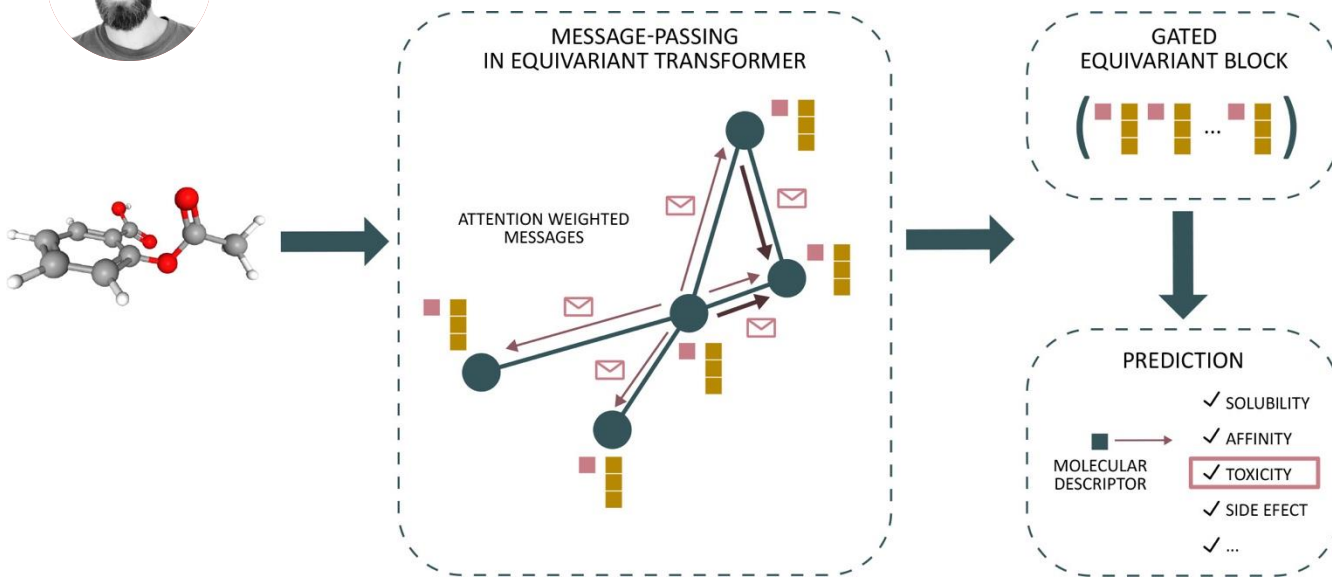 MESSAGE-PASSING
IN EQUIVARIANT TRANSFORMER
ATTENTION WEIGHTED
MESSAGES
GATED
EQUIVARIANT BLOCK
...
PREDICTION
MOLECULAR
DESCRIPTOR
✓ SOLUBILITY
✓ AFFINITY
✓ TOXICITY
✓ SIDE EFECT
✓ ...